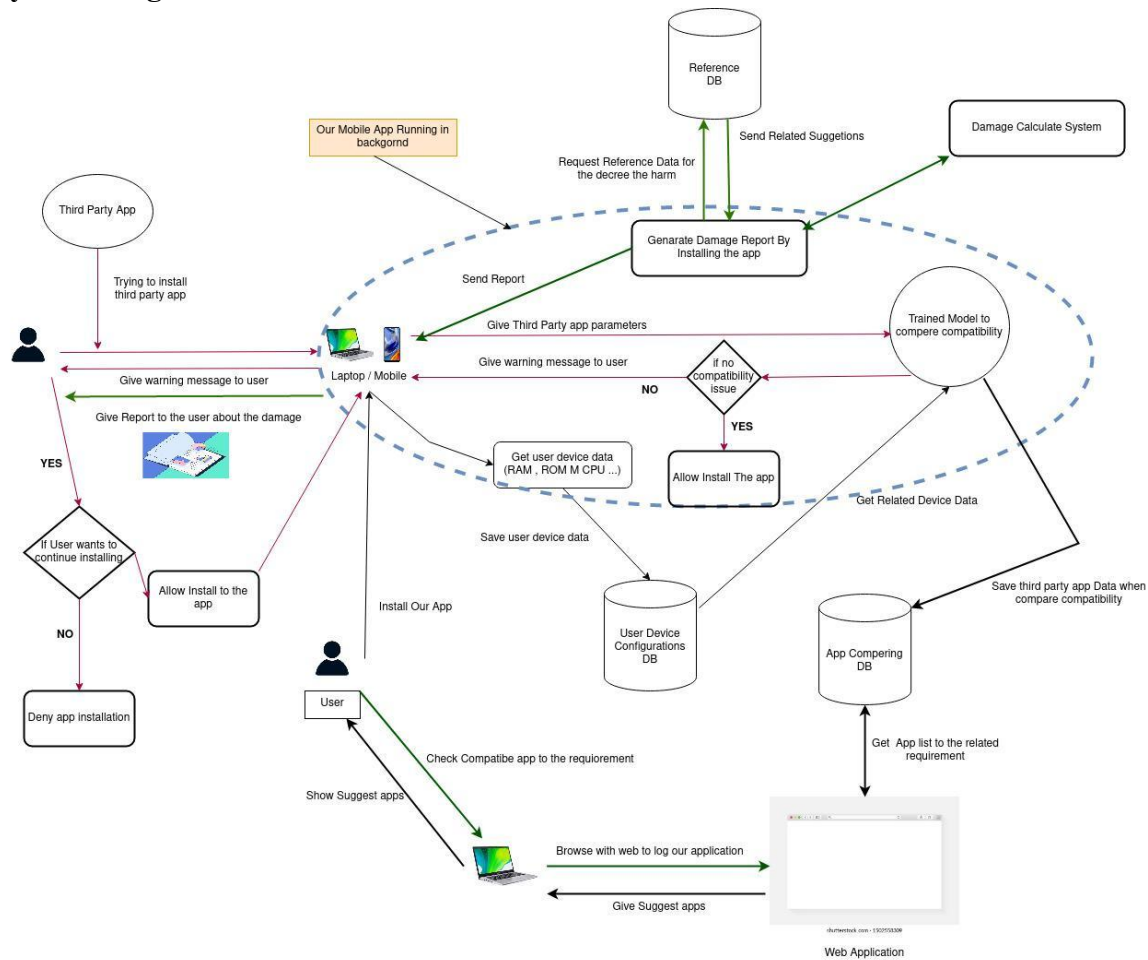 Reference
DB
Our Mobile App Running in
backgornd
Send Related Suggetions
Damage Calculate System
Request Reference Data for
the decree the harm
Third Party App
Genarate Damage Report By
Installing the app
Trying to install
third party app
Send Report
Give Third Party app parameters
Trained Model to
compere compatibility
Give warning message to user
if no
compatibility
issue
Laptop / Mobile
NO
Give warning message to user
Give Report to the user about the damage
YES
YES
Get user device data
(RAM , ROM M CPU ...)
Allow Install The app
Get Related Device Data
Save user device data
If User wants to
continue installing
Allow Install to the
app
Install Our App
NO
Save third party app Data when
compare compatibility
User Device
Configurations
DB
App Compering
DB
User
Deny app installation
Get App list to the related
requirement
Check Compatibe app to the requiorement
Show Suggest apps
Browse with web to log our application
Give Suggest apps
shutterstock.com · 1502558309
Web Application